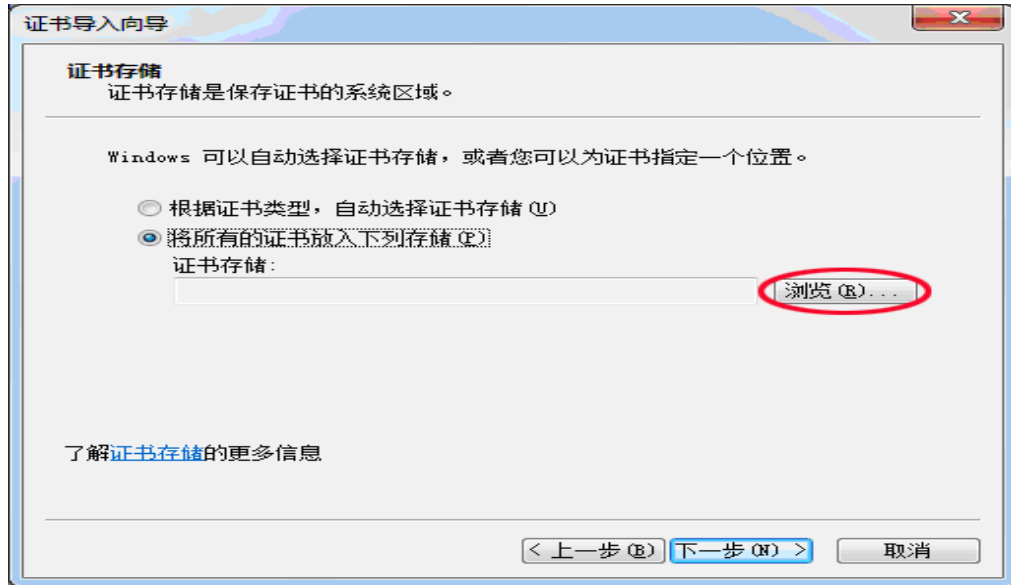 证书导入向导
证书存储
证书存储是保存证书的系统区域。
Windows 可以自动选择证书存储，或者您可以为证书指定一个位置。
根据证书类型，自动选择证书存储(U)
将所有的证书放入下列存储(P)
证书存储:
浏览(R)...
了解证书存储的更多信息
< 上一步(B) 下一步(N) > 取消